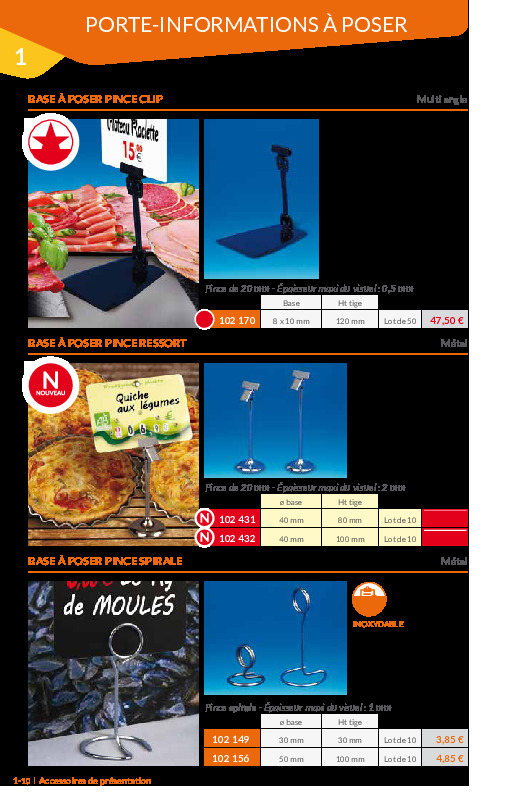 PORTE-INFORMATIONS À POSER
1
BASE À POSER PINCE CLIP Multi angle
Plateau Raclette
15
€
Pince de 20 mm - Épaisseur maxi du visuel : 0,5 mm
Base Ht tige
102 170 8 x 10 mm 120 mm Lot de 50 47,50 €
BASE À POSER PINCE RESSORT Métal
N
NOUVEAU
Quiche
aux légumes
Pince de 20 mm - Épaisseur maxi du visuel : 2 mm
ø base Ht tige
N 102 431 40 mm 80 mm Lot de 10
N 102 432 40 mm 100 mm Lot de 10
BASE À POSER PINCE SPIRALE Métal
de MOULES
INOXYDABLE
Pince spirale - Épaisseur maxi du visuel : 1 mm
ø base Ht tige
102 149 30 mm 30 mm Lot de 10 3,85 €
102 156 50 mm 100 mm Lot de 10 4,85 €
1-10 | Accessoires de présentation